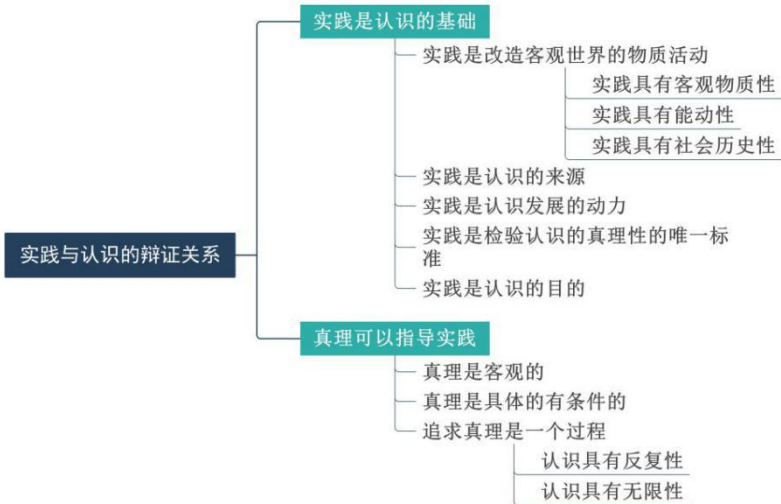 实践是认识的基础
实践是改造客观世界的物质活动
实践具有客观物质性
实践具有能动性
实践具有社会历史性
实践是认识的来源
实践是认识发展的动力
实践是检验认识的真理性的唯一标
准
实践是认识的目的
实践与认识的辩证关系
真理可以指导实践
真理是客观的
真理是具体的有条件的
追求真理是一个过程
认识具有反复性
认识具有无限性